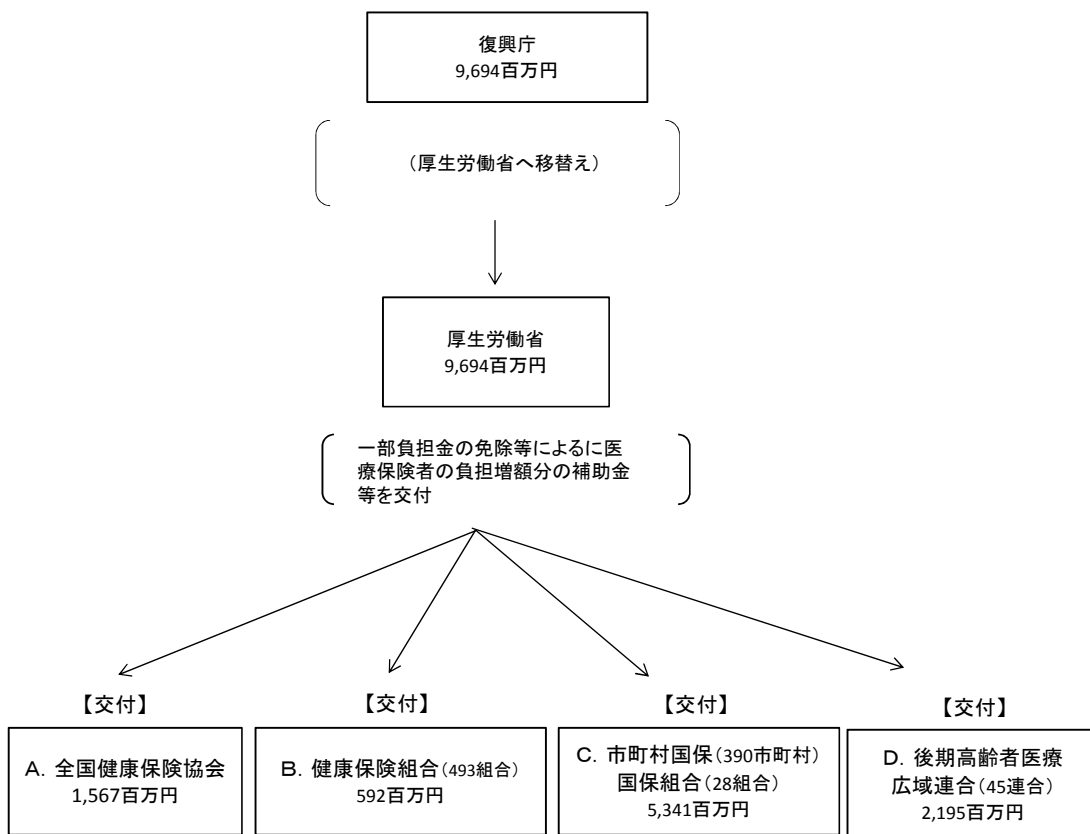 復興庁
9,694百万円
(厚生労働省へ移替え)
厚生労働省
9,694百万円
一部負担金の免除等によるに医
療保険者の負担増額分の補助金
等を交付
【交付】
【交付】
【交付】
【交付】
A. 全国健康保険協会
1,567百万円
B. 健康保険組合(493組合)
592百万円
C. 市町村国保(390市町村)
国保組合(28組合)
5,341百万円
D. 後期高齢者医療
広域連合(45連合)
2,195百万円